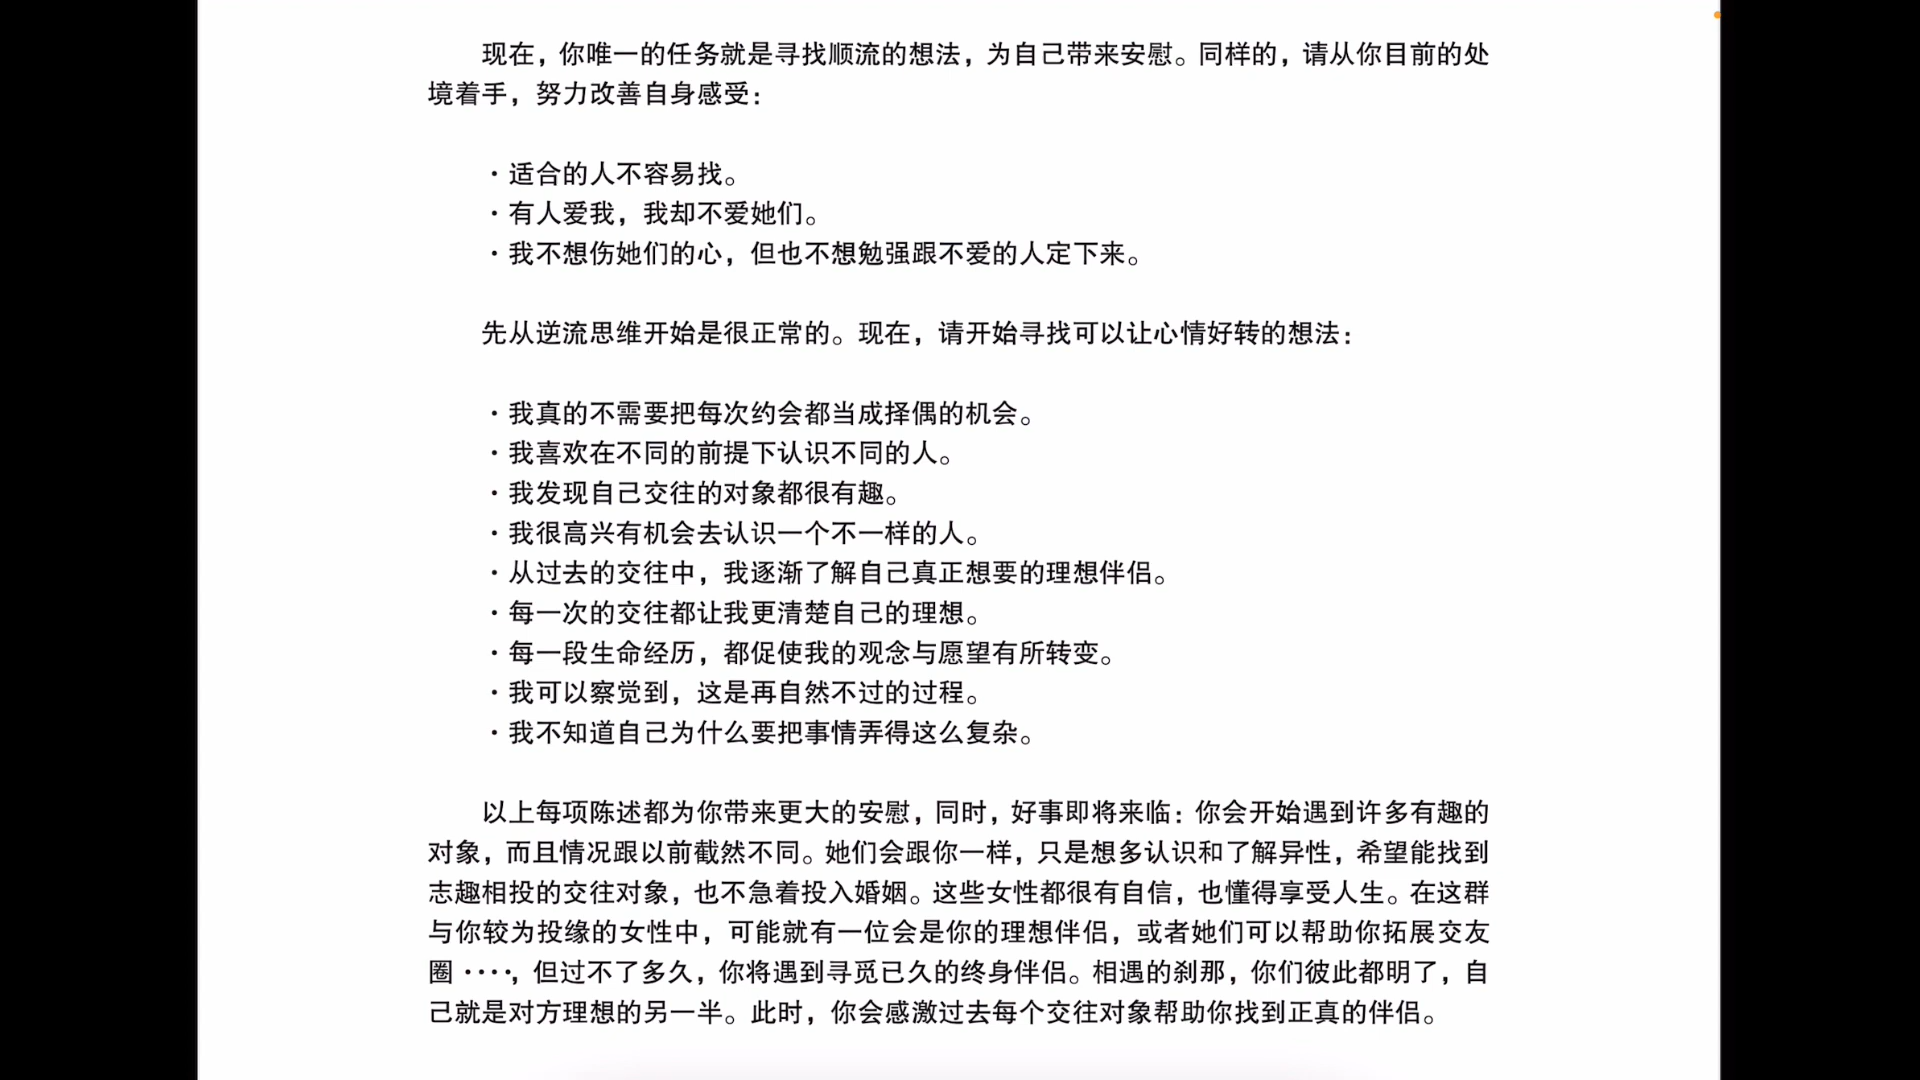 现在，你唯一的任务就是寻找顺流的想法，为自己带来安慰。同样的，请从你目前的处
境着手，努力改善自身感受：
·适合的人不容易找。
·有人爱我，我却不爱她们。
·我不想伤她们的心，但也不想勉强跟不爱的人定下来。
先从逆流思维开始是很正常的。现在，请开始寻找可以让心情好转的想法：
·我真的不需要把每次约会都当成择偶的机会。
·我喜欢在不同的前提下认识不同的人。
·我发现自己交往的对象都很有趣。
·我很高兴有机会去认识一个不一样的人。
·从过去的交往中，我逐渐了解自己真正想要的理想伴侣。
·每一次的交往都让我更清楚自己的理想。
·每一段生命经历，都促使我的观念与愿望有所转变。
·我可以察觉到，这是再自然不过的过程。
·我不知道自己为什么要把事情弄得这么复杂。
以上每项陈述都为你带来更大的安慰，同时，好事即将来临：你会开始遇到许多有趣的
对象，而且情况跟以前截然不同。她们会跟你一样，只是想多认识和了解异性，希望能找到
志趣相投的交往对象，也不急着投入婚姻。这些女性都很有自信，也懂得享受人生。在这群
与你较为投缘的女性中，可能就有一位会是你的理想伴侣，或者她们可以帮助你拓展交友
圈····，但过不了多久，你将遇到寻觅已久的终身伴侣。相遇的刹那，你们彼此都明了，自
己就是对方理想的另一半。此时，你会感激过去每个交往对象帮助你找到正真的伴侣。